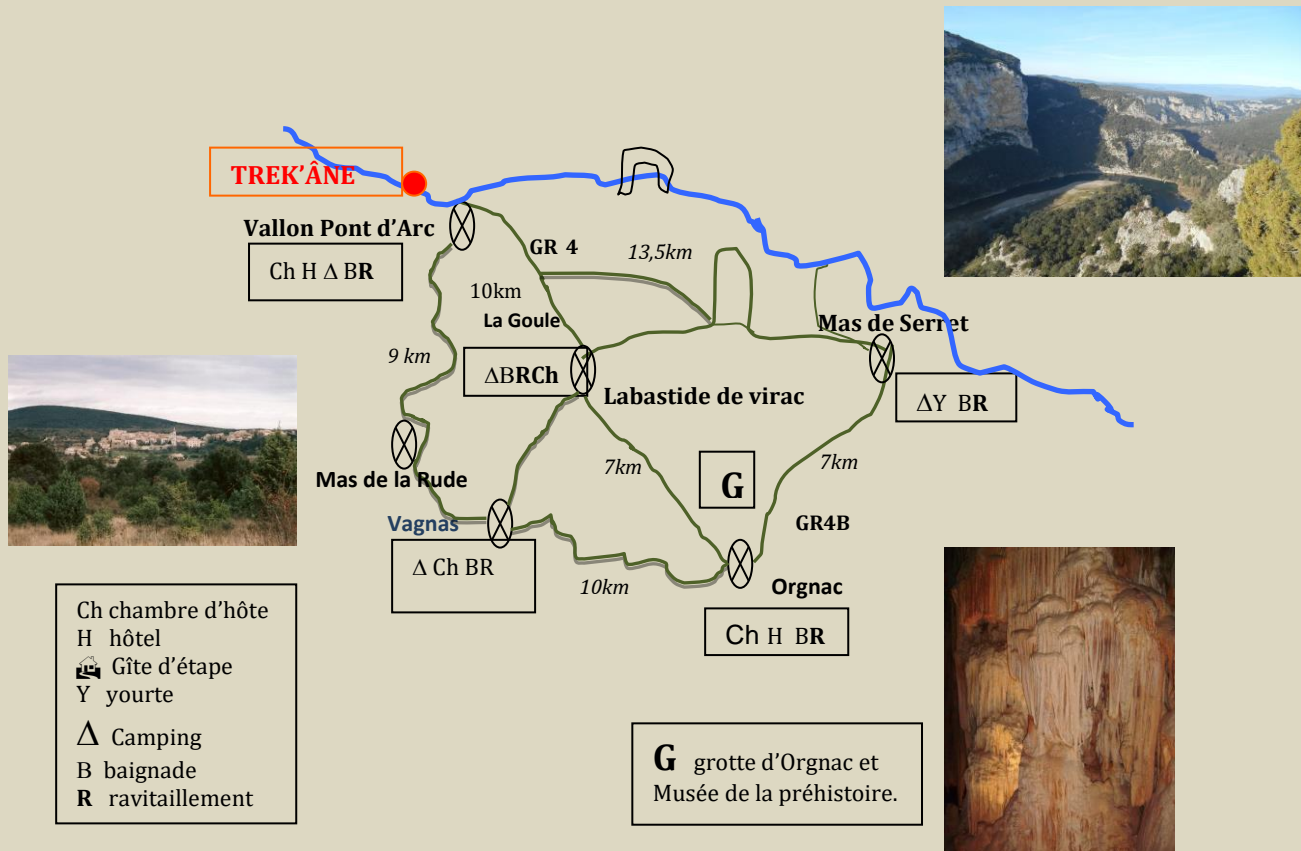 TREK’ÂNE
Vallon Pont d’Arc
Ch H Δ BR
GR 4
13,5km
10km
La Goule
Mas de Serret
9 km
ΔBRCh
Labastide de virac
ΔY BR
Mas de la Rude
7km
G
7km
Vagnas
GR4B
Δ Ch BR
10km
Orgnac
Ch H BR
Ch chambre d’hôte
H hôtel
Gîte d’étape
Y yourte
Δ Camping
B baignade
R ravitaillement
G grotte d’Orgnac et
Musée de la préhistoire.